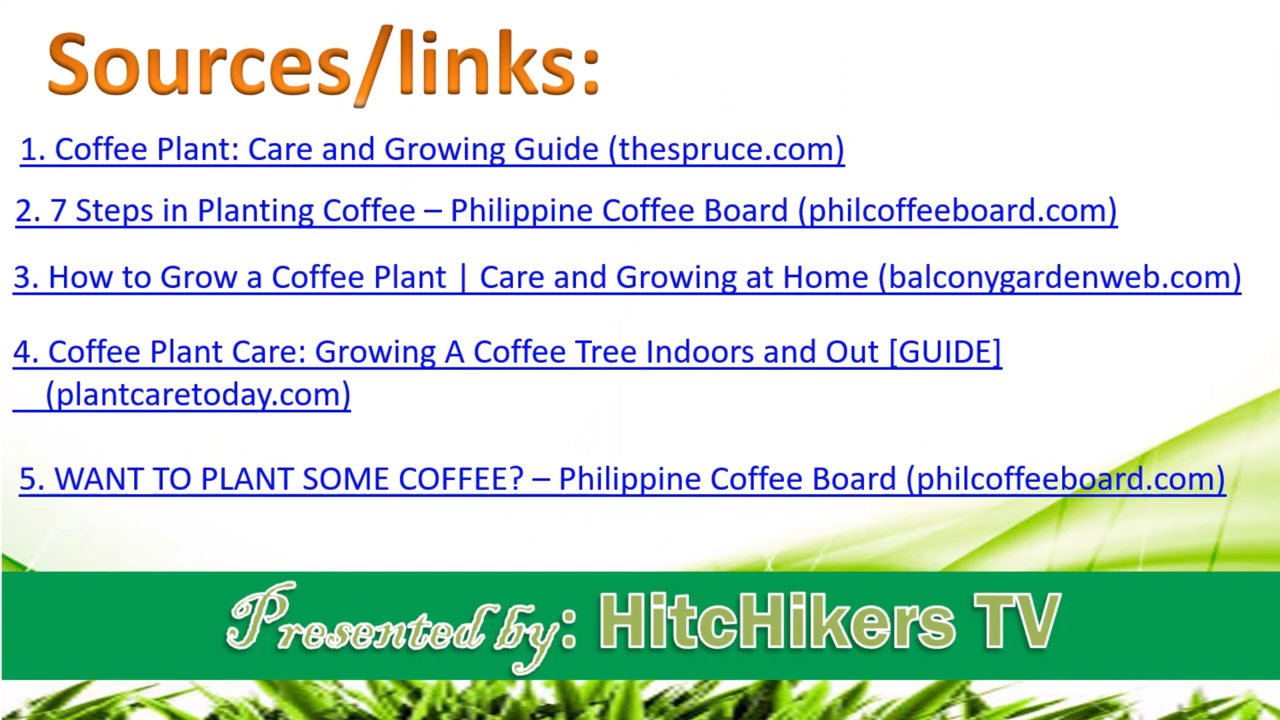 Sources/links:
1. Coffee Plant: Care and Growing Guide (thespruce.com)
2. 7 Steps in Planting Coffee – Philippine Coffee Board (philcoffeeboard.com)
3. How to Grow a Coffee Plant | Care and Growing at Home (balconygardenweb.com)
4. Coffee Plant Care: Growing A Coffee Tree Indoors and Out [GUIDE]
(plantcaretoday.com)
5. WANT TO PLANT SOME COFFEE? – Philippine Coffee Board (philcoffeeboard.com)
Presented by: HitcHikers TV